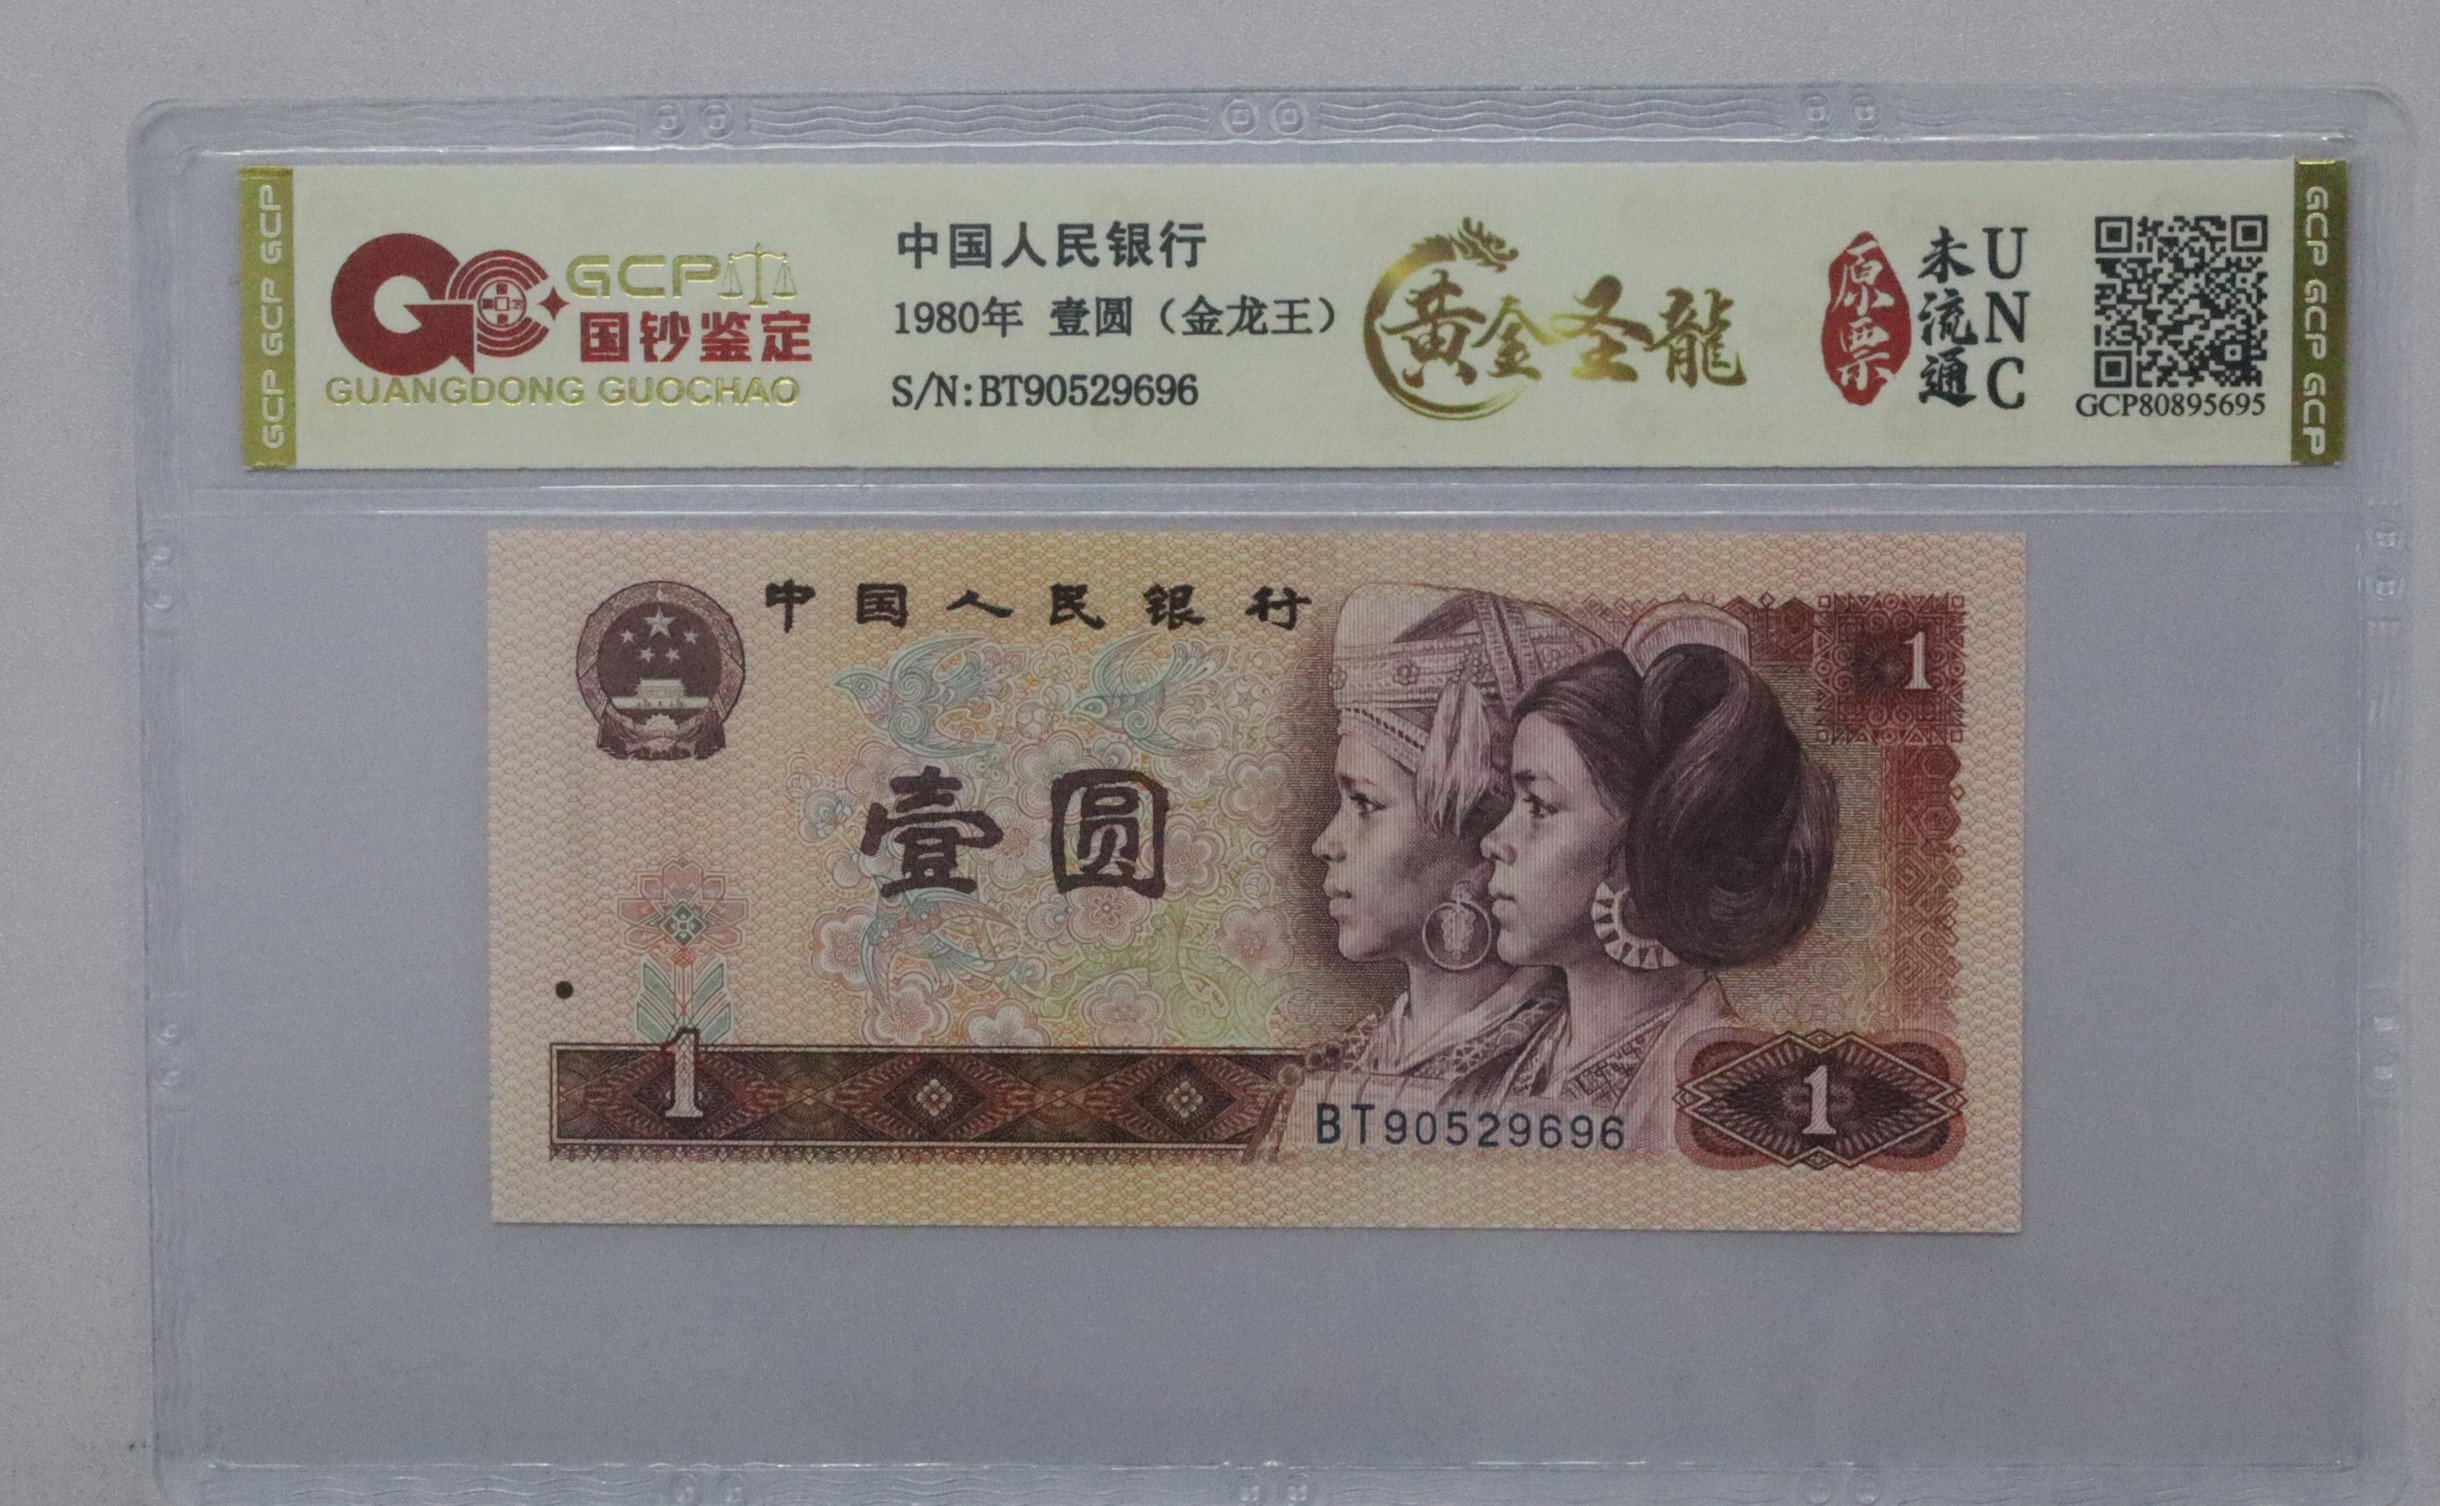 GCP GCP GCP
GCP
国钞鉴定
GUANGDONG GUOCHAO
中国人民银行
1980年 壹圆（金龙王）
S/N:BT90529696
黄金圣龍
原票
未流通
UNC
GCP80895695
GCP GCP GCP
中国人民银行
1
壹圆
1
BT90529696
1